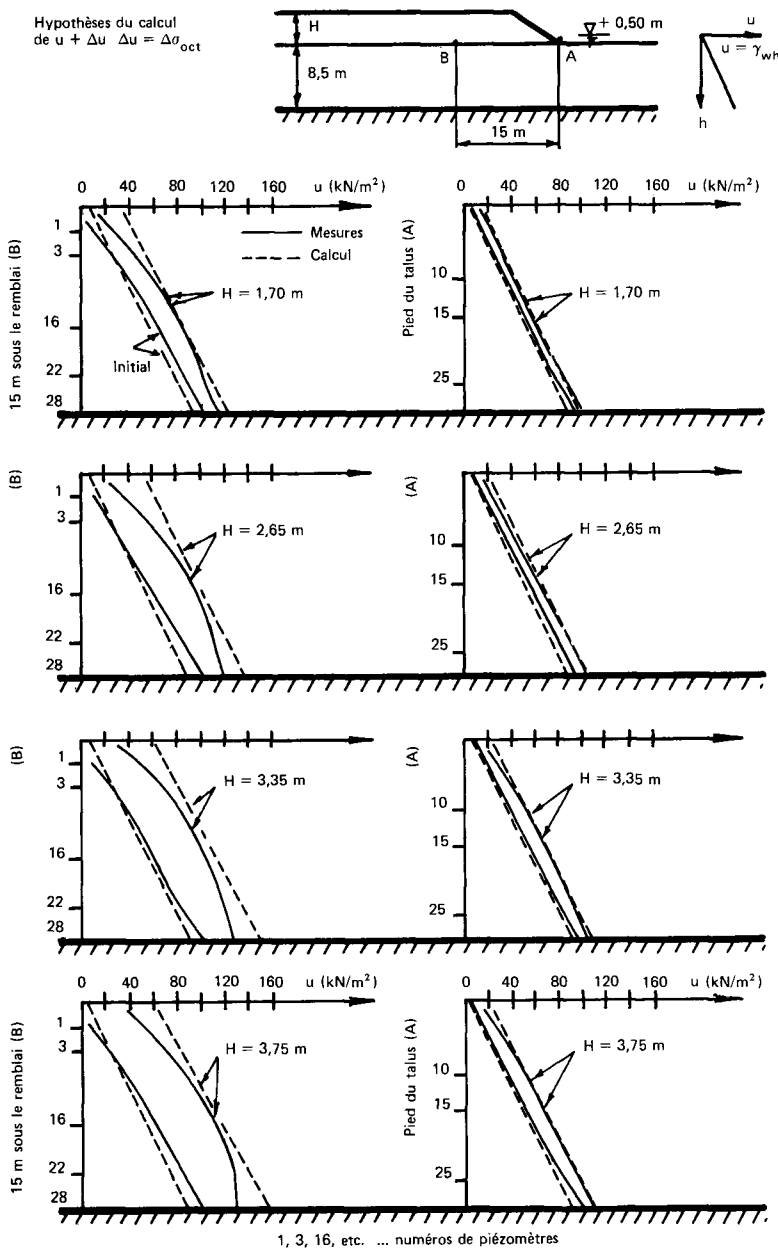 Hypothèses du calcul
de u + Δu Δu = Δσoct
H
8,5 m
B
A
+ 0,50 m
15 m
u
u = γwh
h
0 40 80 120 160 u (kN/m²)
1
3
16
22
28
15 m sous le remblai (B)
Mesures
Calcul
H = 1,70 m
Initial
0 40 80 120 160 u (kN/m²)
10
15
25
Pied du talus (A)
H = 1,70 m
(B)
1
3
16
22
28
H = 2,65 m
(A)
10
15
25
H = 2,65 m
(B)
1
3
16
22
28
H = 3,35 m
(A)
10
15
25
H = 3,35 m
0 40 80 120 160 u (kN/m²)
1
3
16
22
28
15 m sous le remblai (B)
H = 3,75 m
0 40 80 120 160 u (kN/m²)
10
15
25
Pied du talus (A)
H = 3,75 m
1, 3, 16, etc. ... numéros de piézomètres